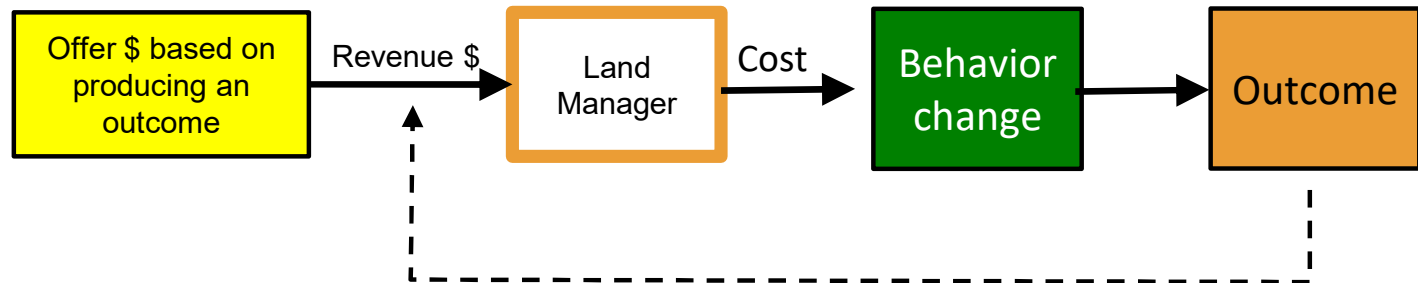 Offer $ based on
producing an
outcome
Revenue $
Land
Manager
Cost
Behavior
change
Outcome